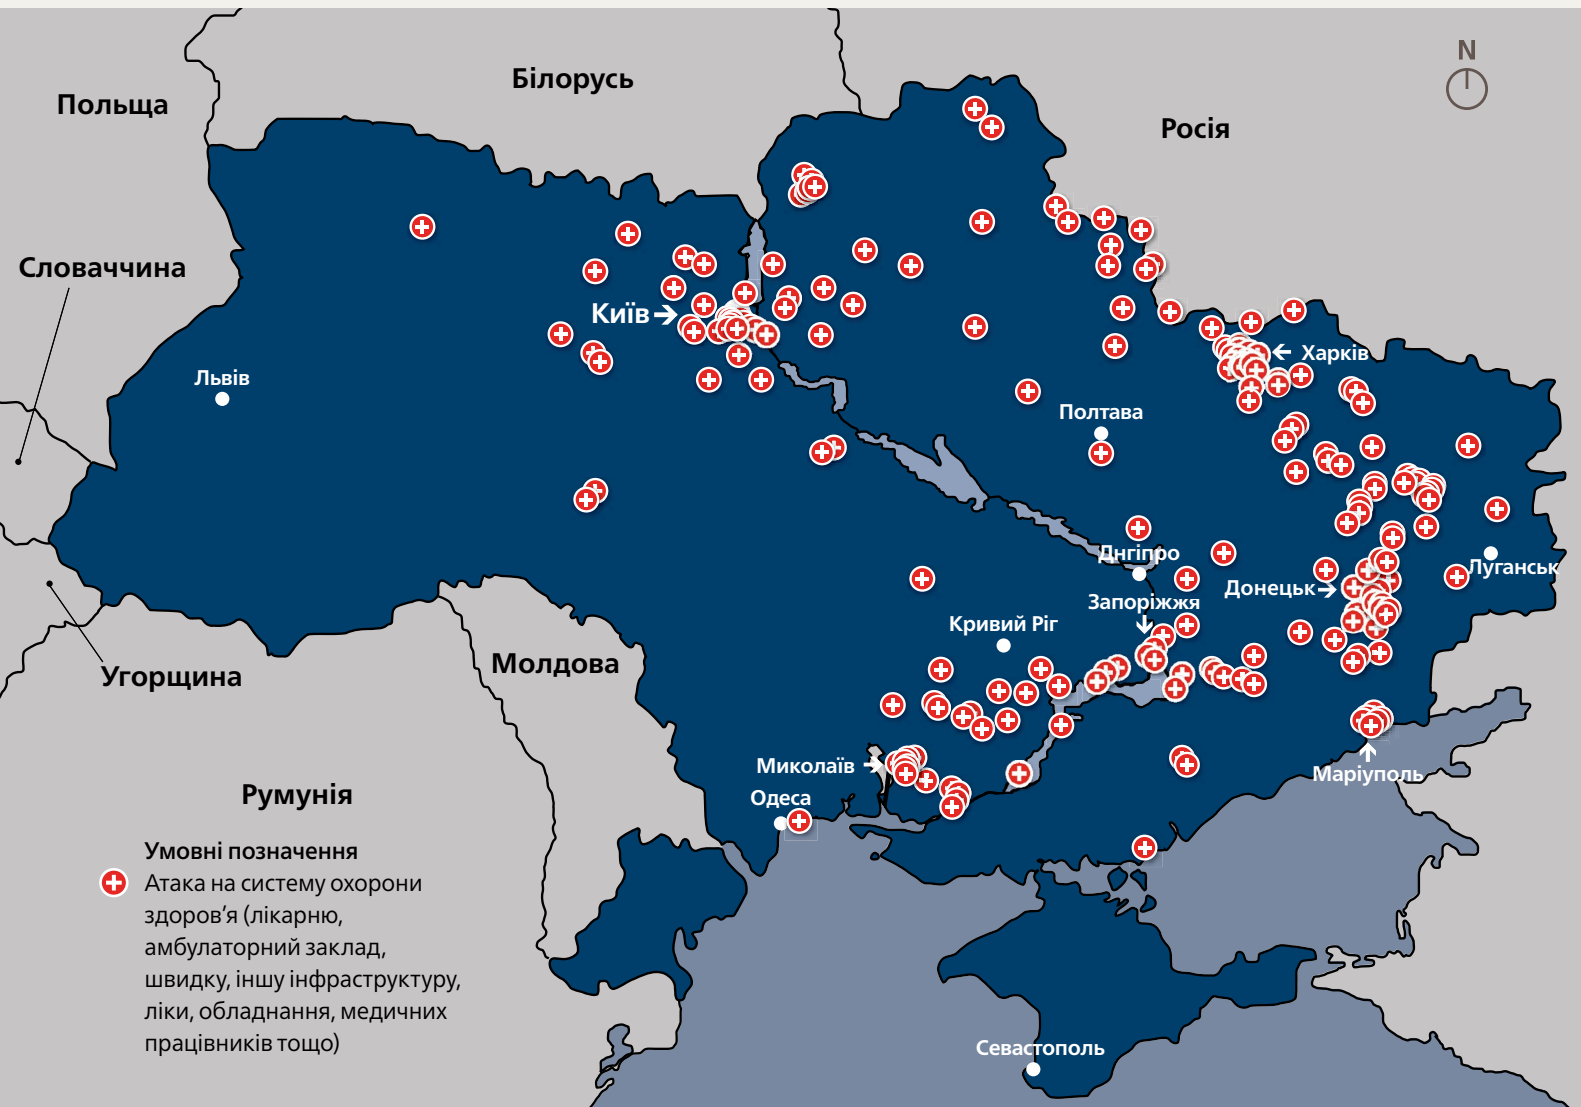 N
Білорусь
Польща
Росія
Словаччина
Київ
Харків
Львів
Полтава
Днгіпро
Луганськ
Донецьк
Запоріжжя
Кривий Ріг
Молдова
Угорщина
Миколаїв
Маріуполь
Румунія
Одеса
Умовні позначення
Атака на систему охорони
здоров’я (лікарню,
амбулаторний заклад,
швидку, іншу інфраструктуру,
ліки, обладнання, медичних
працівників тощо)
Севастополь